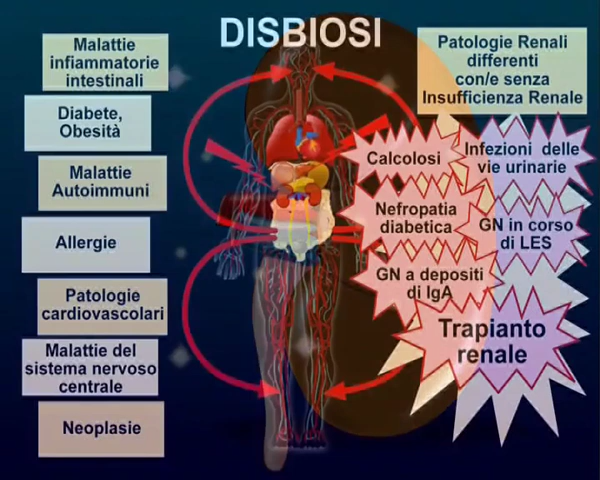 DISBIOSI
Malattie
infiammatorie
intestinali
Diabete,
Obesità
Malattie
Autoimmuni
Allergie
Patologie
cardiovascolari
Malattie del
sistema nervoso
centrale
Neoplasie
Patologie Renali
differenti
con/e senza
Insufficienza Renale
Calcolosi
Infezioni delle
vie urinarie
Nefropatia
diabetica
GN in corso
di LES
GN a depositi
di IgA
Trapianto
renale